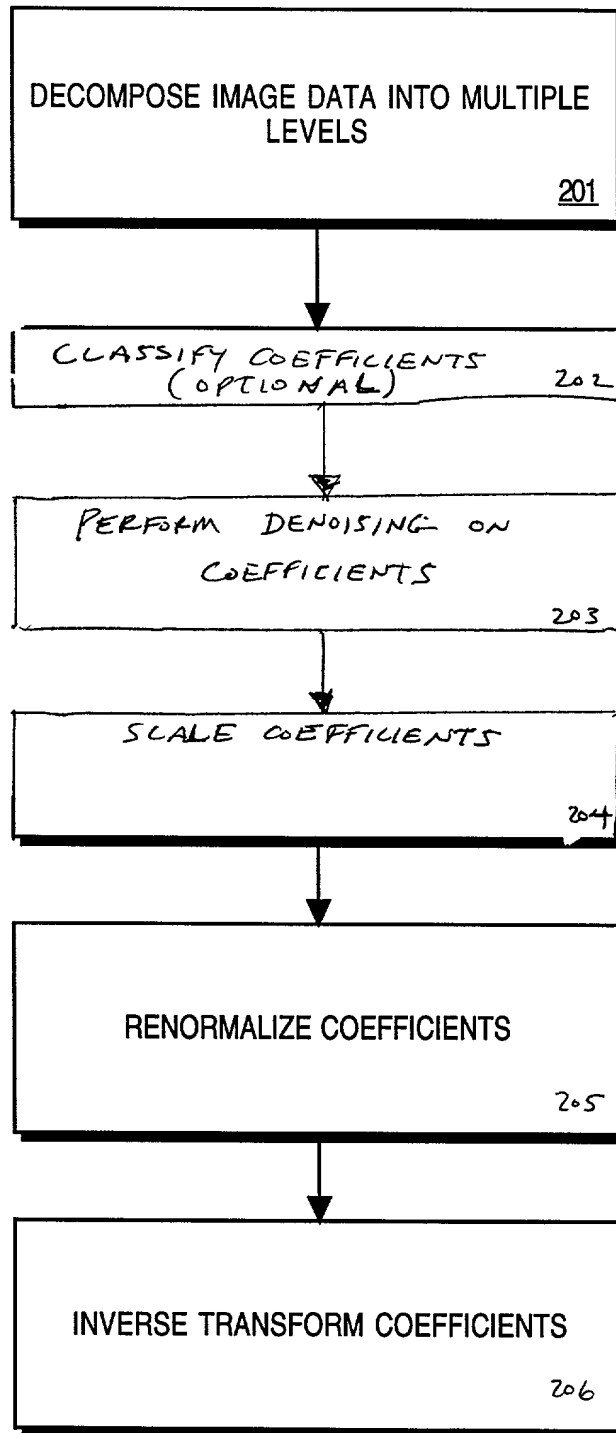 DECOMPOSE IMAGE DATA INTO MULTIPLE
LEVELS
201
CLASSIFY COEFFICIENTS
(OPTIONAL)
202
PERFORM DENOISING ON
COEFFICIENTS
203
SCALE COEFFICIENTS
204
RENORMALIZE COEFFICIENTS
205
INVERSE TRANSFORM COEFFICIENTS
206